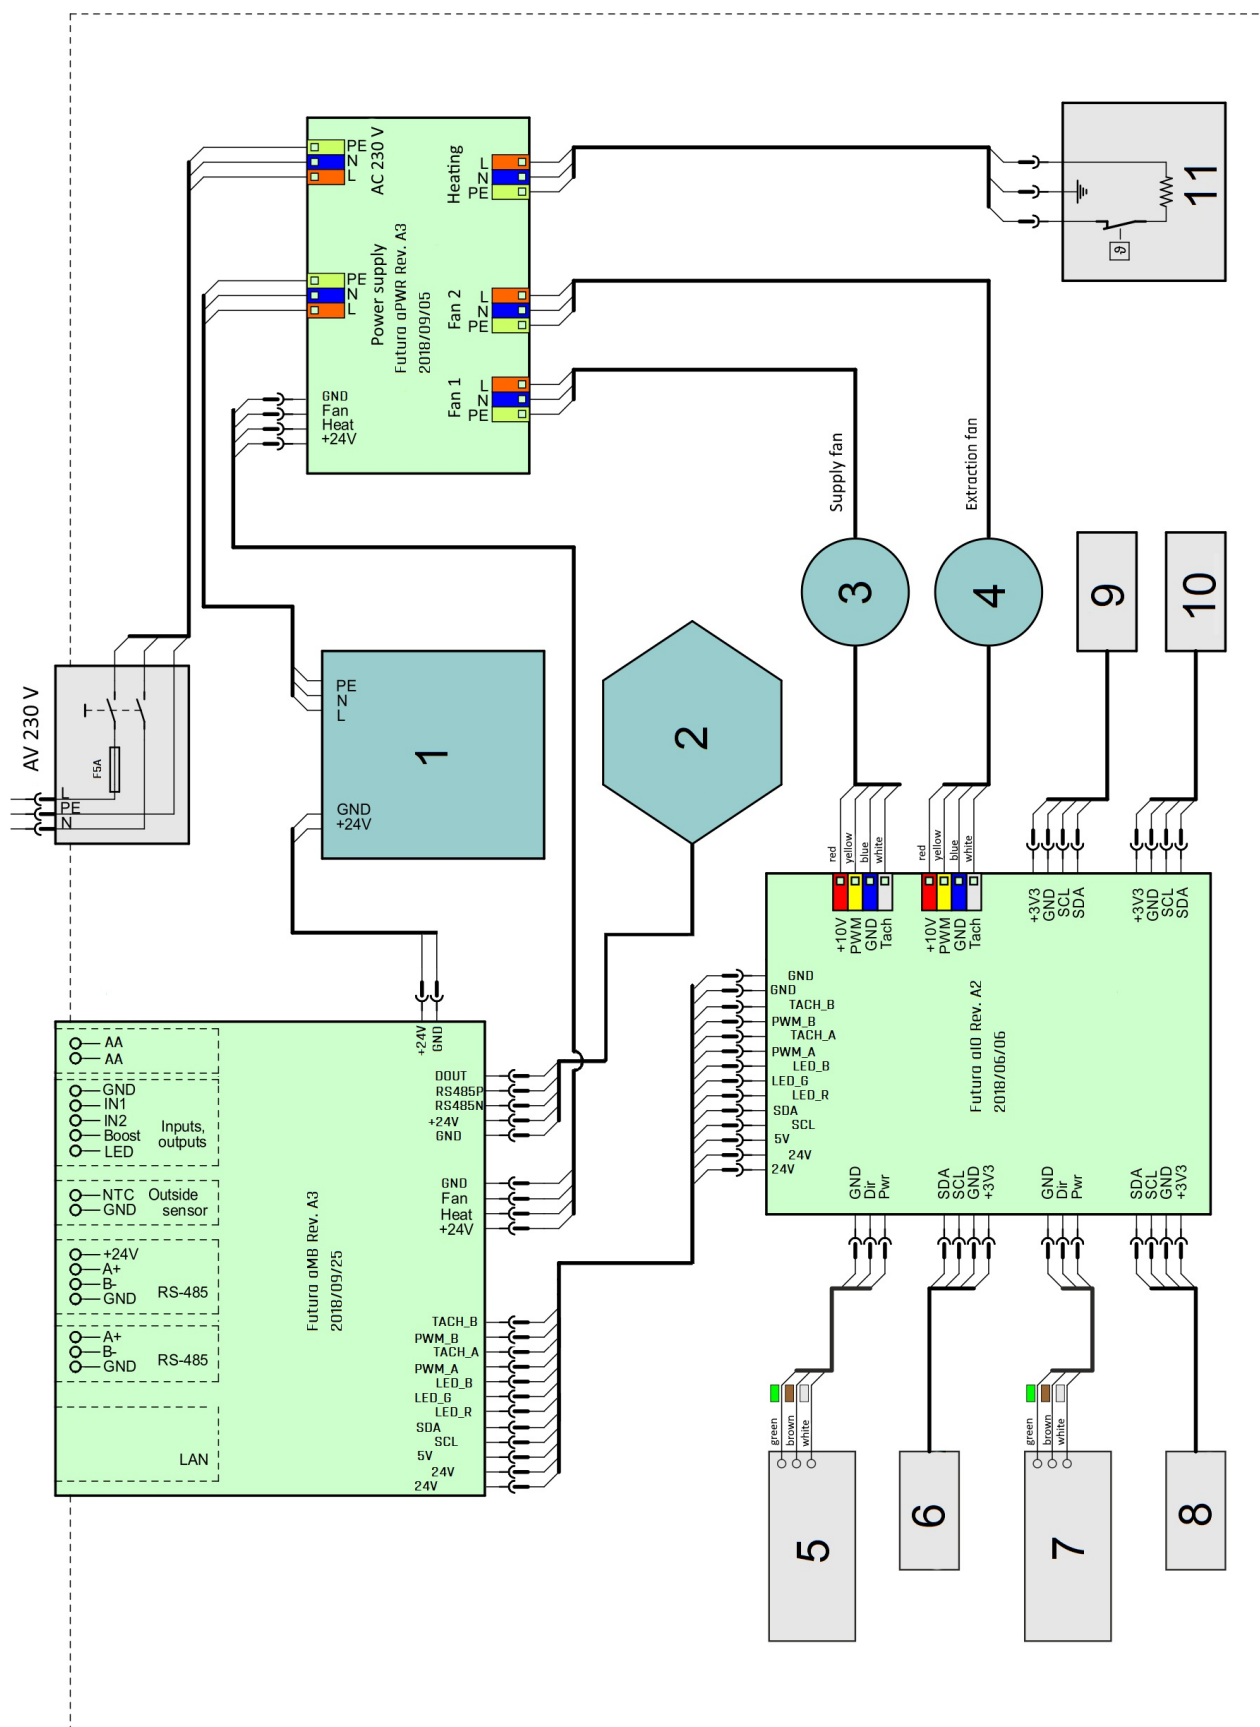 AC 230 V
PE
N
L
PE
N
L
Power supply
Futura αPWR Rev. A3
2018/09/05
GND
Fan
Heat
+24V
Heating
L
N
PE
Fan 2
L
N
PE
Fan 1
L
N
PE
11
ϑ
Supply fan
Extraction fan
3
4
9
10
AV 230 V
F5A
L
PE
N
1
PE
N
L
GND
+24V
2
red
yellow
blue
white
red
yellow
blue
white
+10V
PWM
GND
Tach
+10V
PWM
GND
Tach
+3V3
GND
SCL
SDA
+3V3
GND
SCL
SDA
GND
GND
TACH_B
PWM_B
TACH_A
PWM_A
LED_B
LED_G
LED_R
SDA
SCL
5V
24V
24V
Futura αIO Rev. A2
2018/06/06
GND
Dir
Pwr
SDA
SCL
GND
+3V3
GND
Dir
Pwr
SDA
SCL
GND
+3V3
+24V
GND
AA
AA
GND
IN1
IN2
Boost
LED
Inputs,
outputs
NTC
GND
Outside
sensor
+24V
A+
B-
GND
RS-485
A+
B-
GND
RS-485
LAN
Futura αMB Rev. A3
2018/09/25
DOUT
RS485P
RS485N
+24V
GND
GND
Fan
Heat
+24V
TACH_B
PWM_B
TACH_A
PWM_A
LED_B
LED_G
LED_R
SDA
SCL
5V
24V
24V
green
brown
white
5
6
green
brown
white
7
8